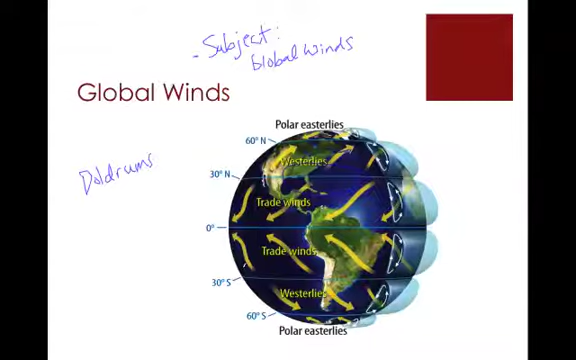 - Subject:
Global winds
Global Winds
Polar easterlies
60° N
Westerlies
30° N
Doldrums
Trade winds
0°
Trade winds
30° S
Westerlies
60° S
Polar easterlies